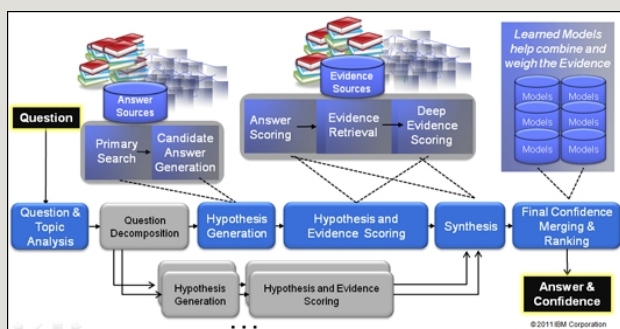 Learned Models
help combine and
weigh the Evidence
Models
Models
Models
Models
Models
Models
Answer
Sources
Evidence
Sources
Question
Primary
Search
Candidate
Answer
Generation
Answer
Scoring
Evidence
Retrieval
Deep
Evidence
Scoring
Question &
Topic
Analysis
Question
Decomposition
Hypothesis
Generation
Hypothesis and
Evidence Scoring
Synthesis
Final Confidence
Merging &
Ranking
Hypothesis
Generation
Hypothesis and Evidence
Scoring
. . .
Answer &
Confidence
© 2011 IBM Corporation